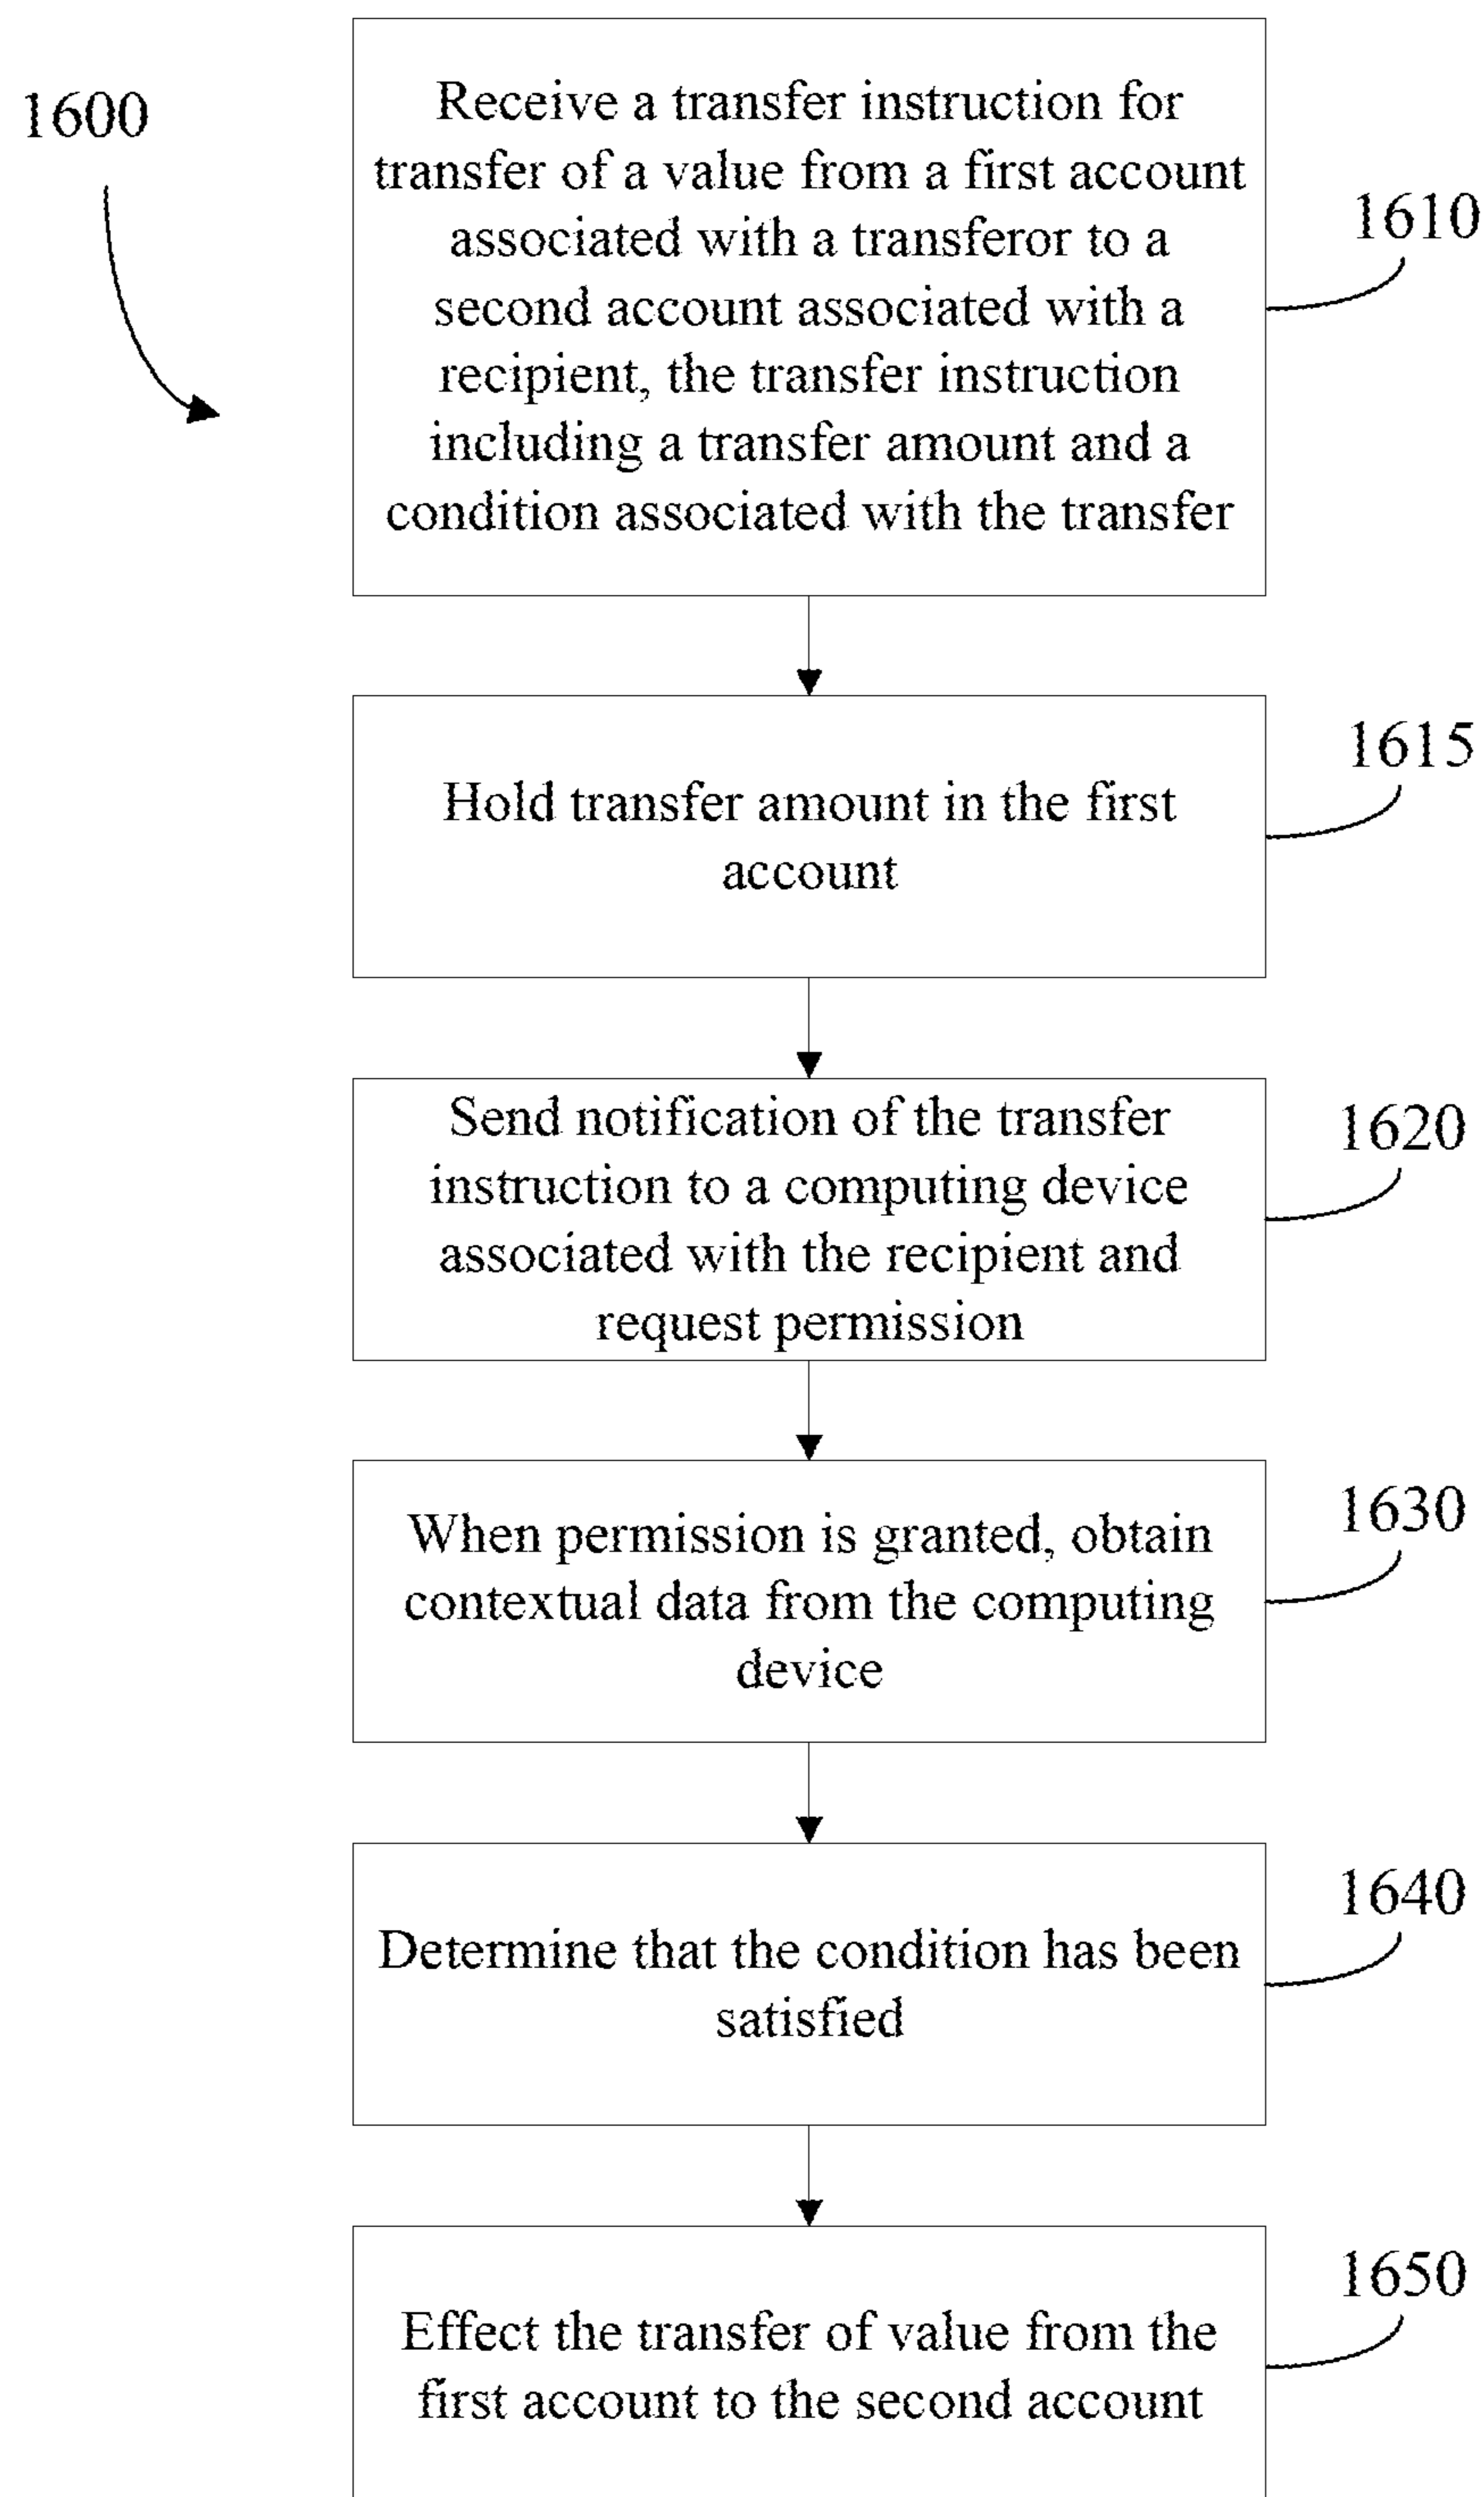 1600
Receive a transfer instruction for
transfer of a value from a first account
associated with a transferor to a
second account associated with a
recipient, the transfer instruction
including a transfer amount and a
condition associated with the transfer
1610
Hold transfer amount in the first
account
1615
Send notification of the transfer
instruction to a computing device
associated with the recipient and
request permission
1620
When permission is granted, obtain
contextual data from the computing
device
1630
Determine that the condition has been
satisfied
1640
Effect the transfer of value from the
first account to the second account
1650